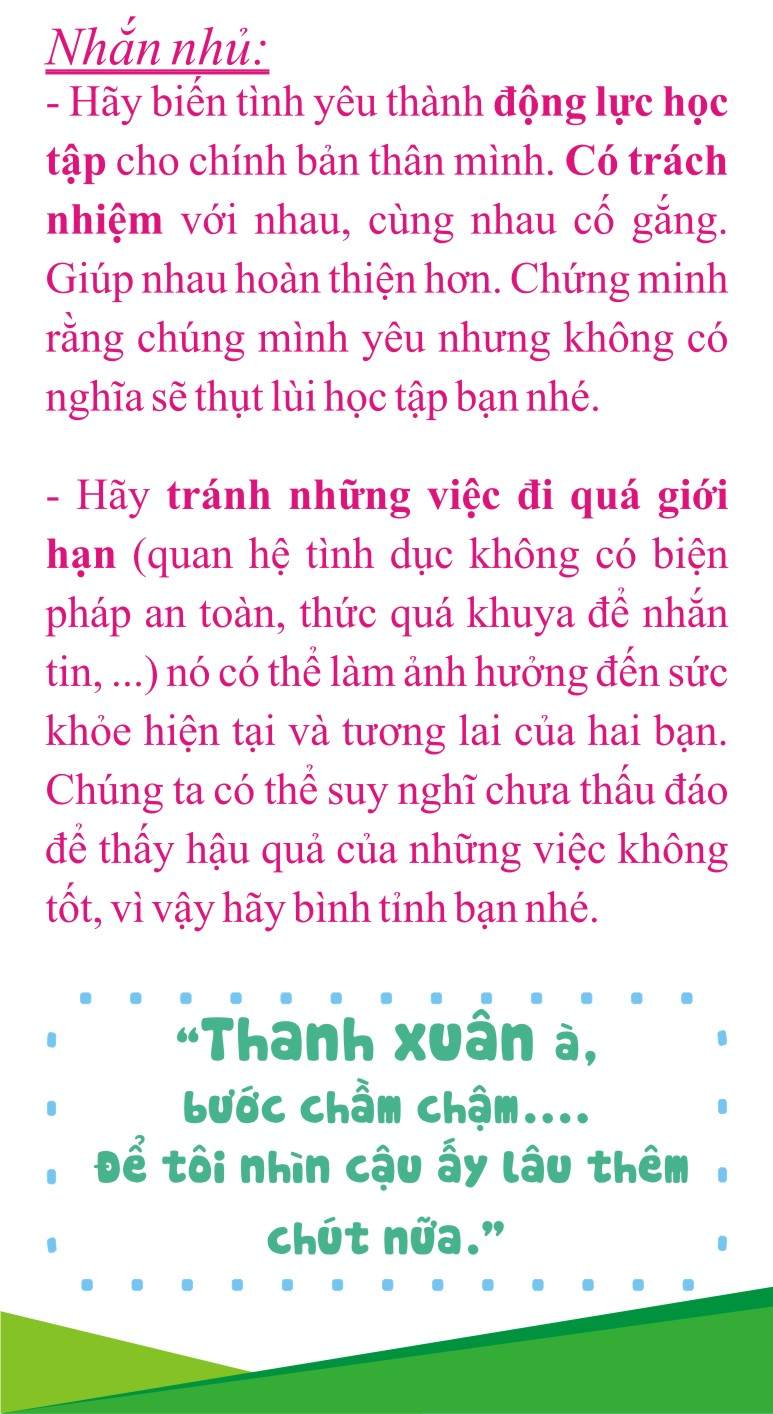 Nhắn nhủ:
- Hãy biến tình yêu thành động lực học
tập cho chính bản thân mình. Có trách
nhiệm với nhau, cùng nhau cố gắng.
Giúp nhau hoàn thiện hơn. Chứng minh
rằng chúng mình yêu nhưng không có
nghĩa sẽ thụt lùi học tập bạn nhé.
- Hãy tránh những việc đi quá giới
hạn (quan hệ tình dục không có biện
pháp an toàn, thức quá khuya để nhắn
tin, ...) nó có thể làm ảnh hưởng đến sức
khỏe hiện tại và tương lai của hai bạn.
Chúng ta có thể suy nghĩ chưa thấu đáo
để thấy hậu quả của những việc không
tốt, vì vậy hãy bình tỉnh bạn nhé.
“Thanh xuân à,
bước chầm chậm....
Để tôi nhìn cậu ấy lâu thêm
chút nữa.”